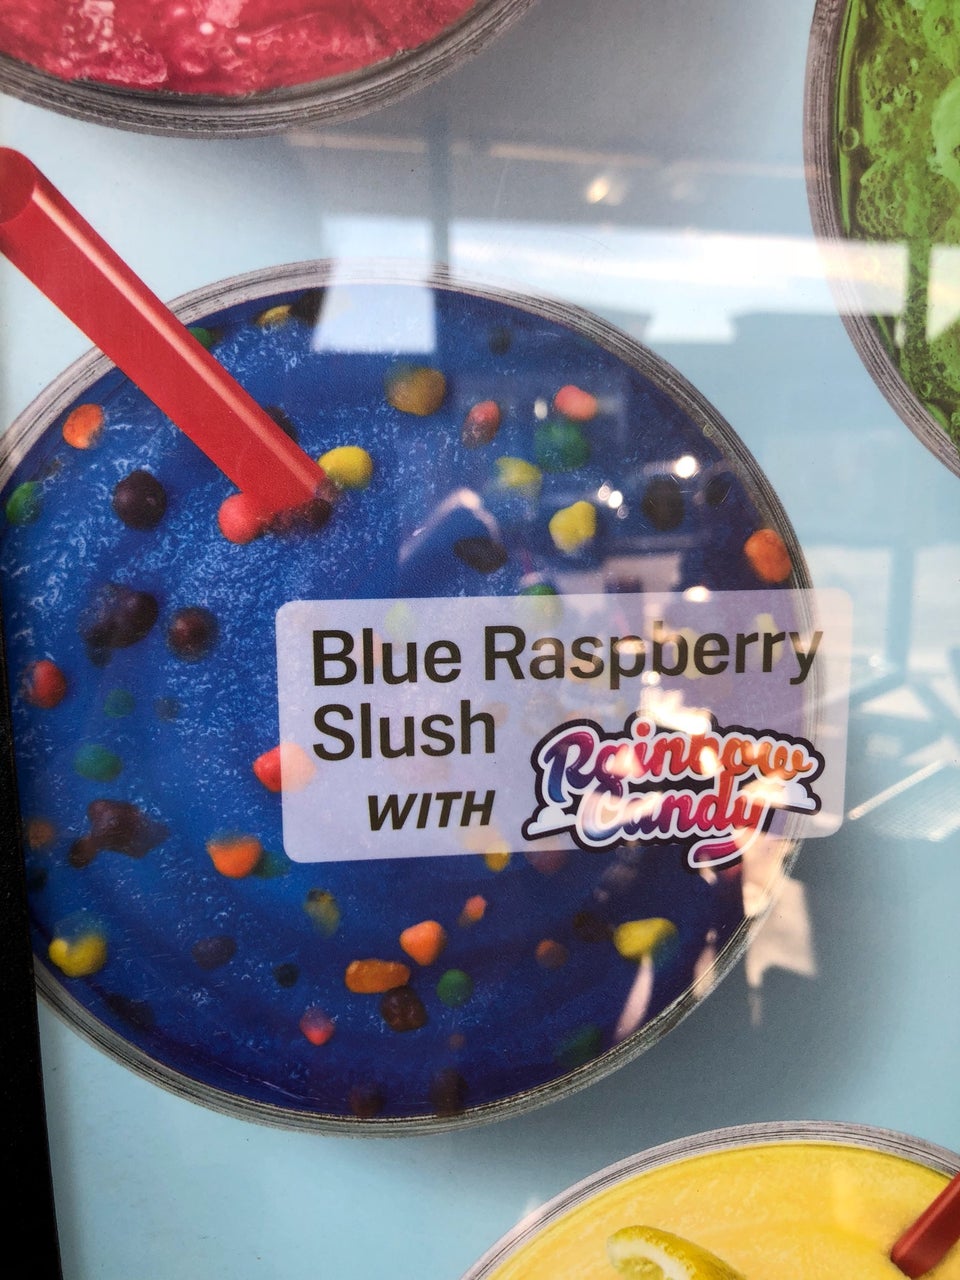 Blue Raspberry
Slush
WITH
Rainbow
Candy